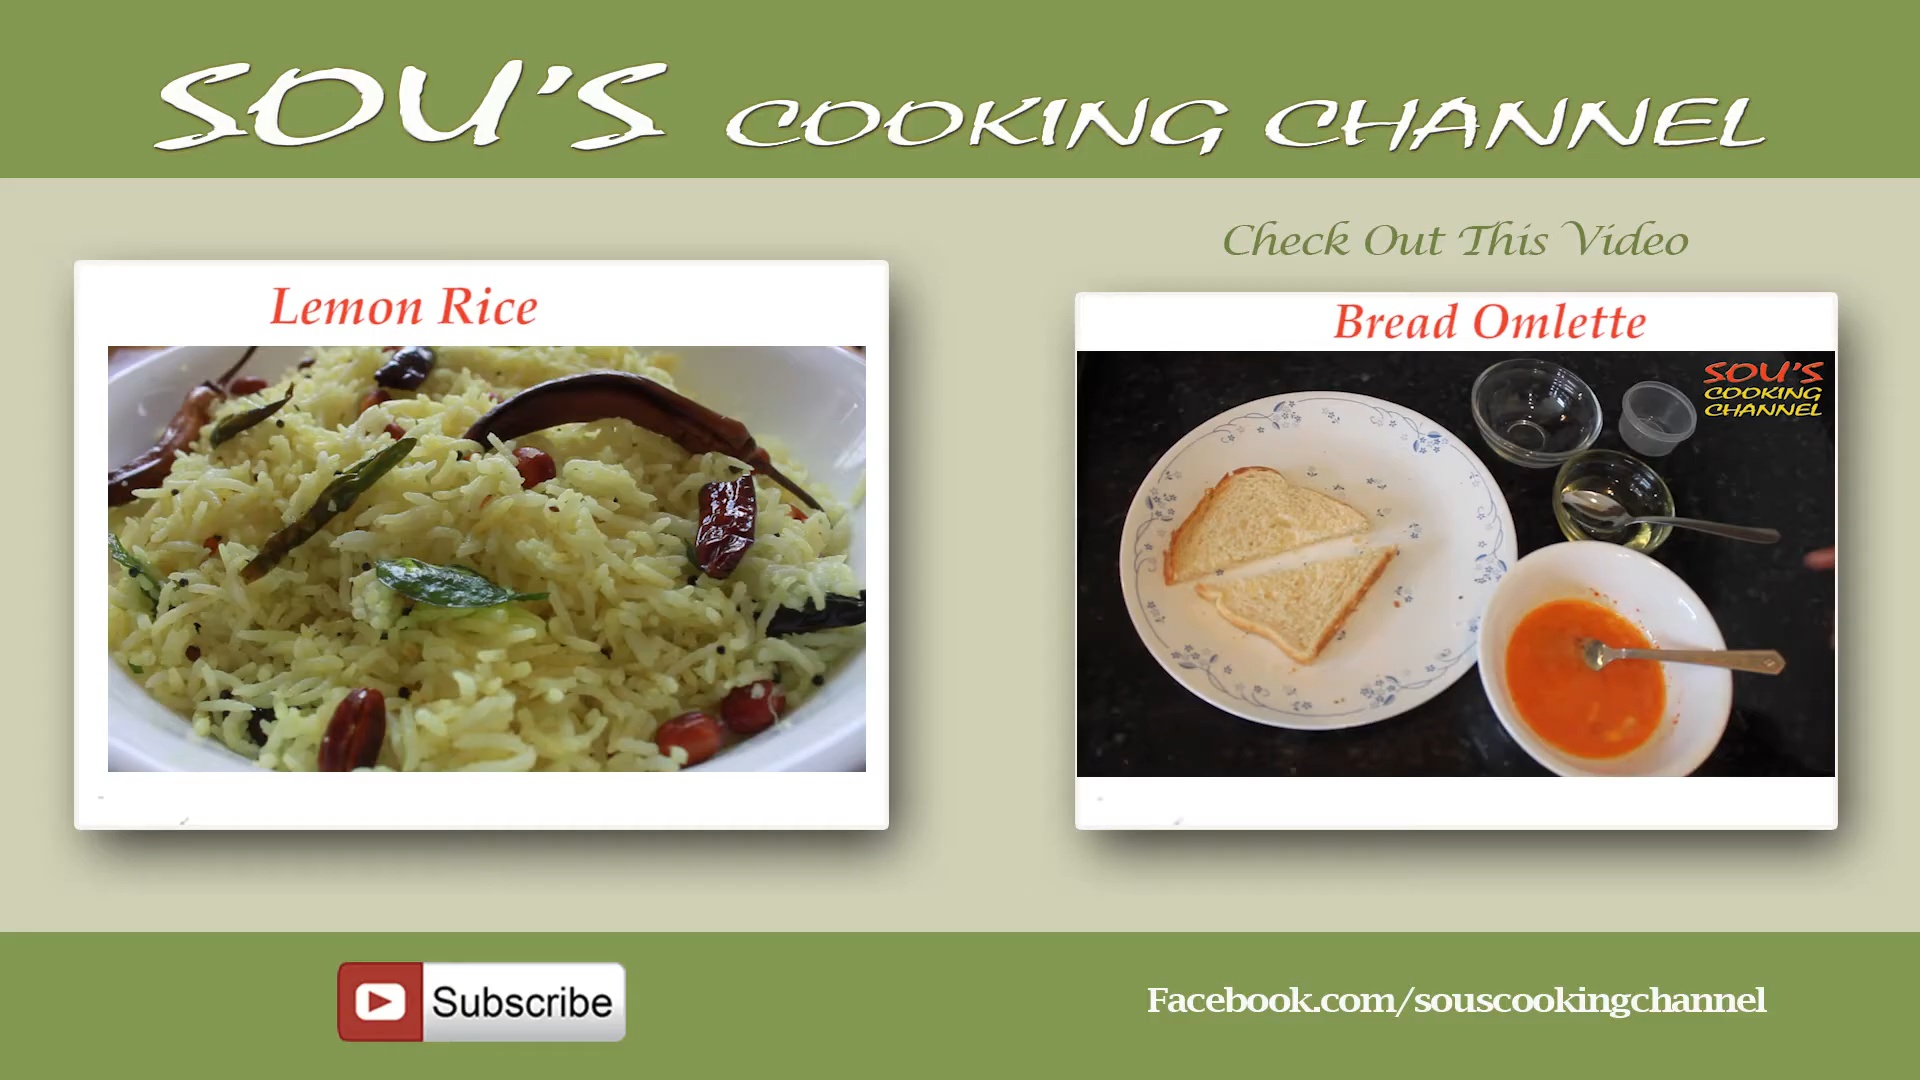 SOU'S COOKING CHANNEL
Check Out This Video
Lemon Rice
Bread Omlette
SOU'S
COOKING
CHANNEL
Subscribe
Facebook.com/souscookingchannel